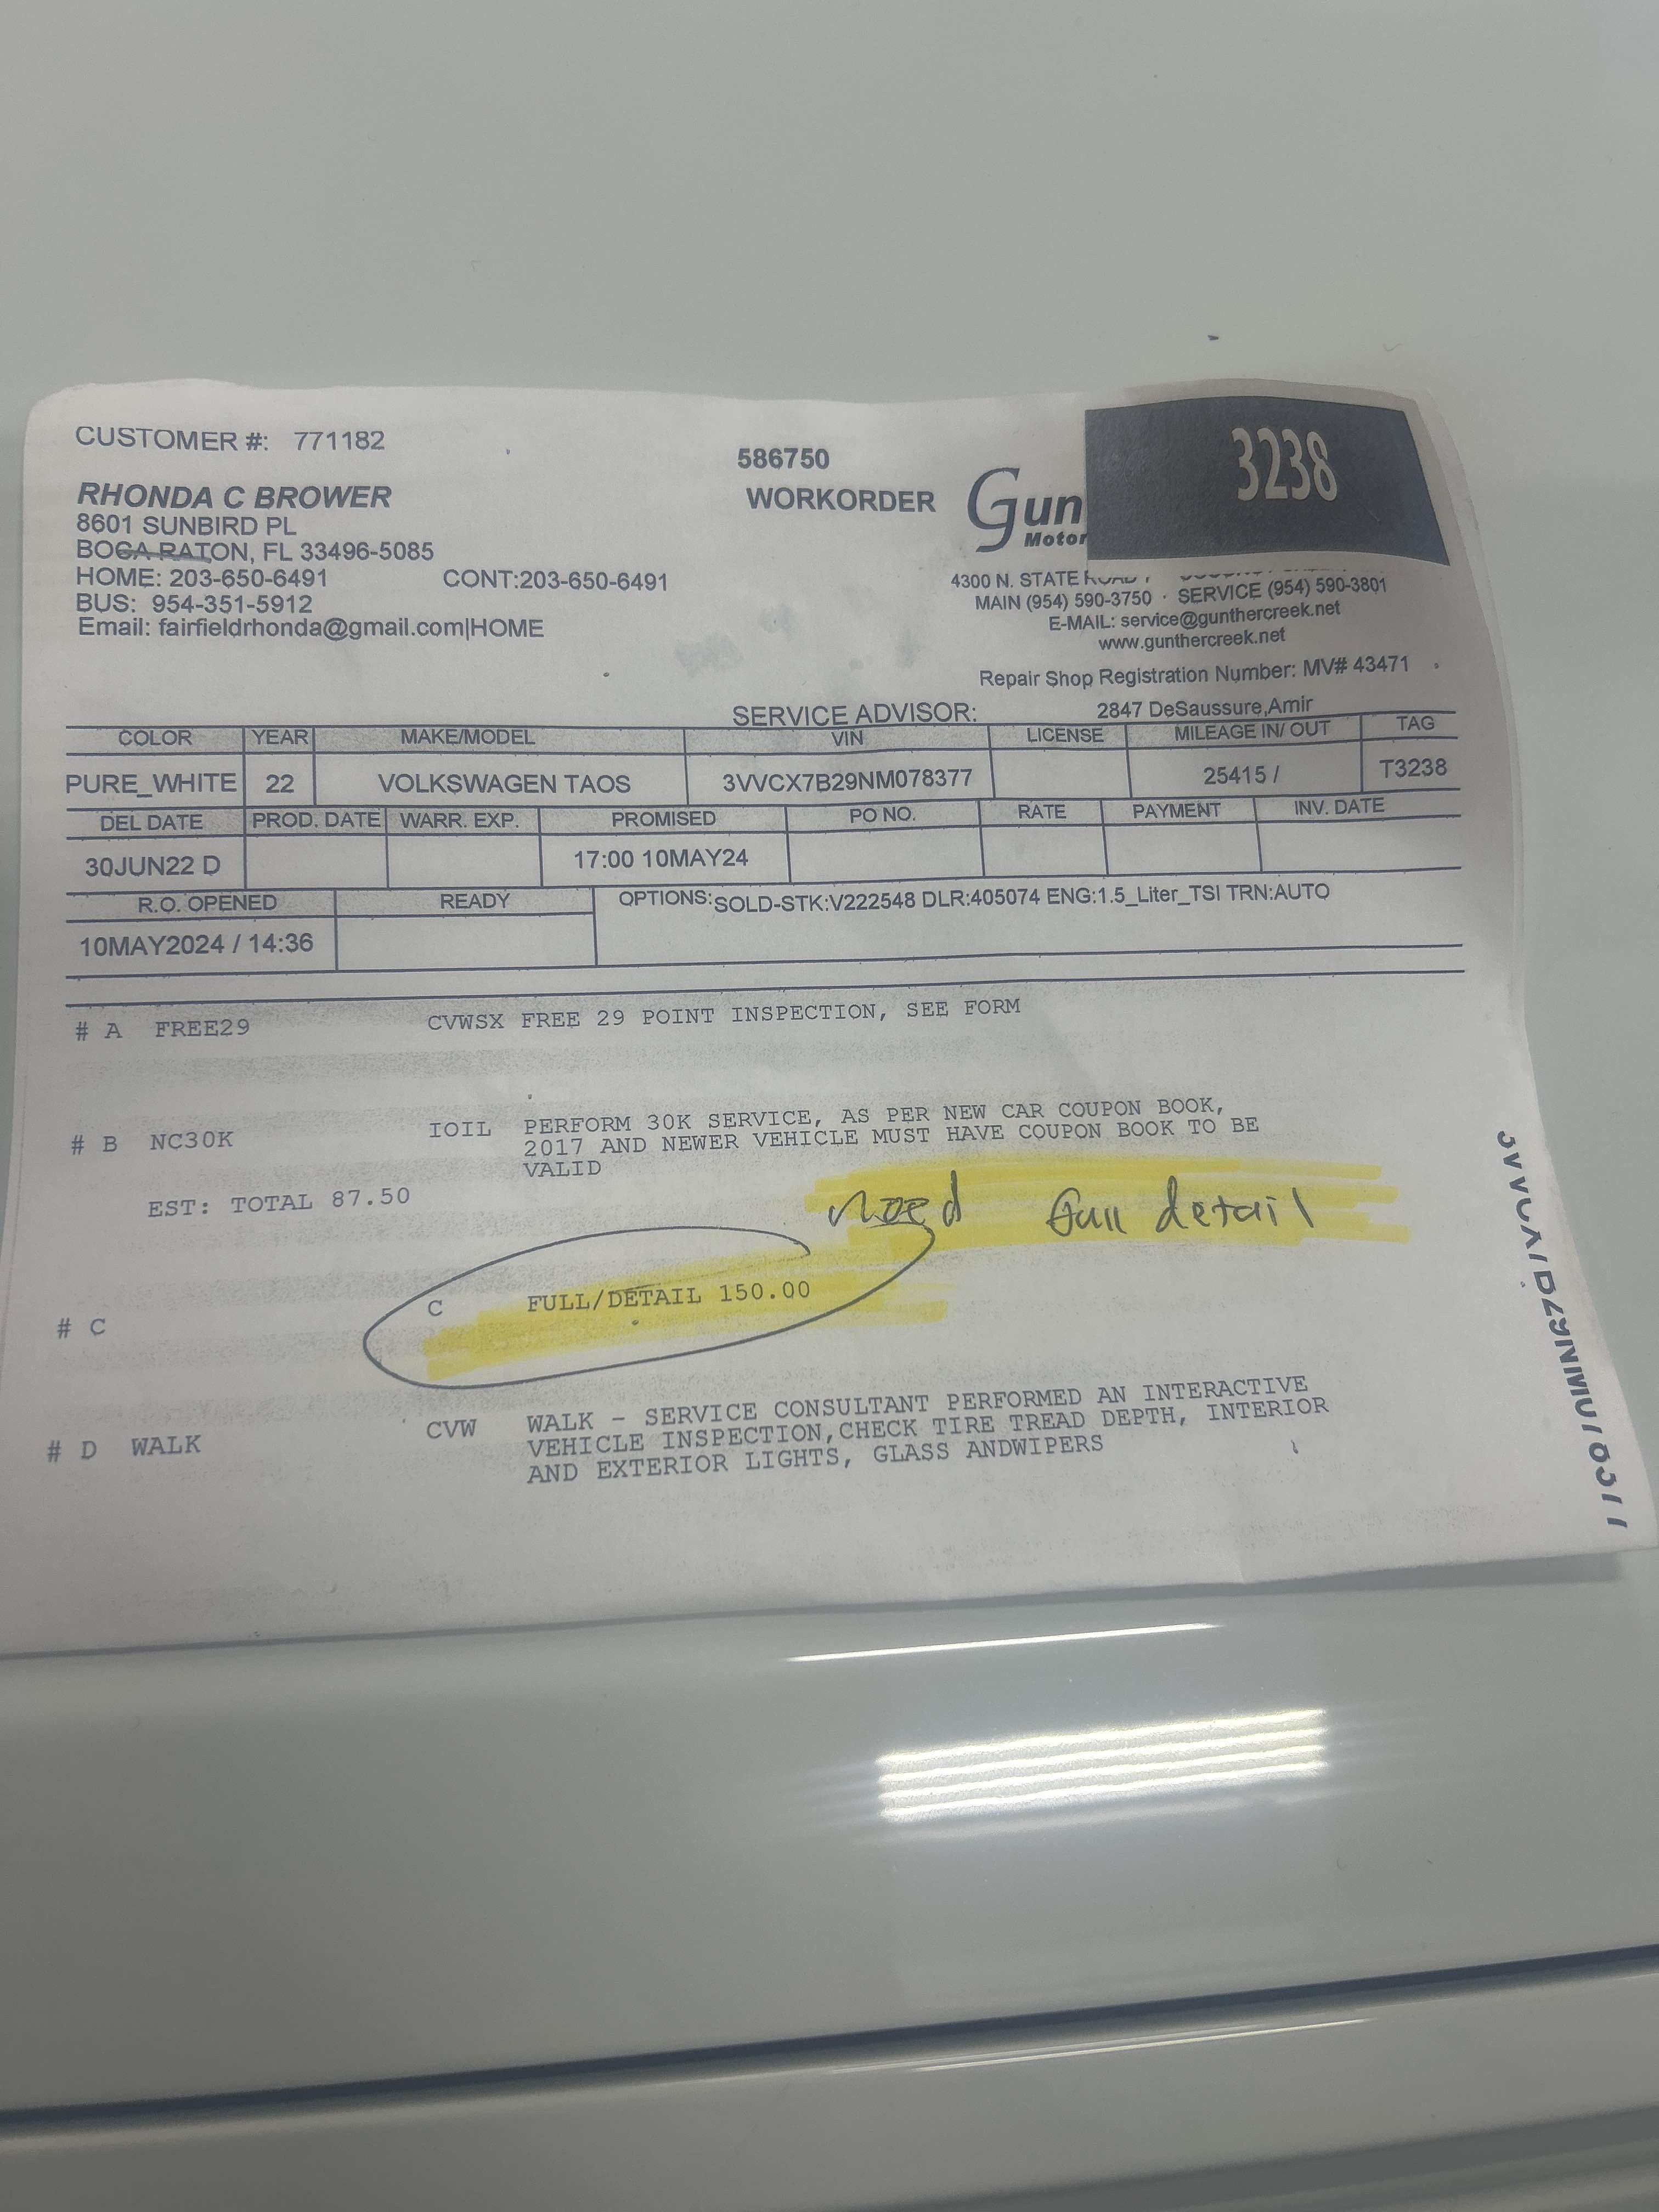 CUSTOMER #: 771182
586750
WORKORDER
3238
Gun
Motor
RHONDA C BROWER
8601 SUNBIRD PL
BOCA RATON, FL 33496-5085
HOME: 203-650-6491 CONT:203-650-6491
BUS: 954-351-5912
Email: fairfieldrhonda@gmail.com|HOME
4300 N. STATE
MAIN (954) 590-3750 · SERVICE (954) 590-3801
E-MAIL: service@gunthercreek.net
www.gunthercreek.net
Repair Shop Registration Number: MV# 43471
SERVICE ADVISOR: 2847 DeSaussure,Amir
COLOR YEAR MAKE/MODEL VIN LICENSE MILEAGE IN/ OUT TAG
PURE_WHITE 22 VOLKSWAGEN TAOS 3VVCX7B29NM078377 25415 / T3238
DEL DATE PROD. DATE WARR. EXP. PROMISED PO NO. RATE PAYMENT INV. DATE
30JUN22 D 17:00 10MAY24
R.O. OPENED READY OPTIONS:SOLD-STK:V222548 DLR:405074 ENG:1.5_Liter_TSI TRN:AUTO
10MAY2024 / 14:36
# A FREE29 CVWSX FREE 29 POINT INSPECTION, SEE FORM
# B NC30K IOIL PERFORM 30K SERVICE, AS PER NEW CAR COUPON BOOK,
2017 AND NEWER VEHICLE MUST HAVE COUPON BOOK TO BE
VALID
EST: TOTAL 87.50
need full detail
# C C FULL/DETAIL 150.00
# D WALK CVW WALK - SERVICE CONSULTANT PERFORMED AN INTERACTIVE
VEHICLE INSPECTION,CHECK TIRE TREAD DEPTH, INTERIOR
AND EXTERIOR LIGHTS, GLASS ANDWIPERS